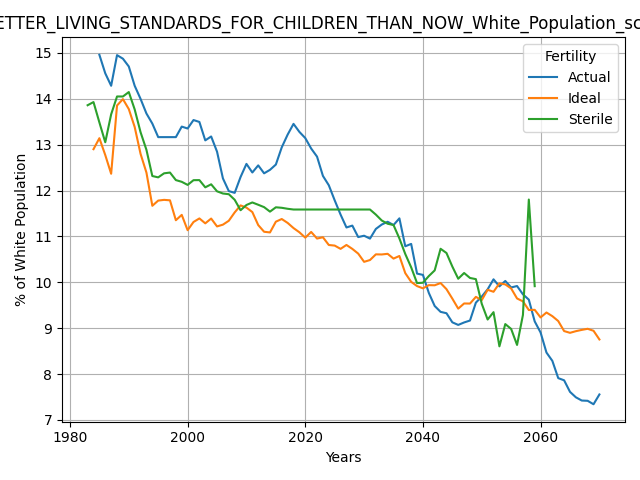 ETTER_LIVING_STANDARDS_FOR_CHILDREN_THAN_NOW_White_Population_sc
Fertility
Actual
Ideal
Sterile
% of White Population
15
14
13
12
11
10
9
8
7
1980
2000
2020
2040
2060
Years